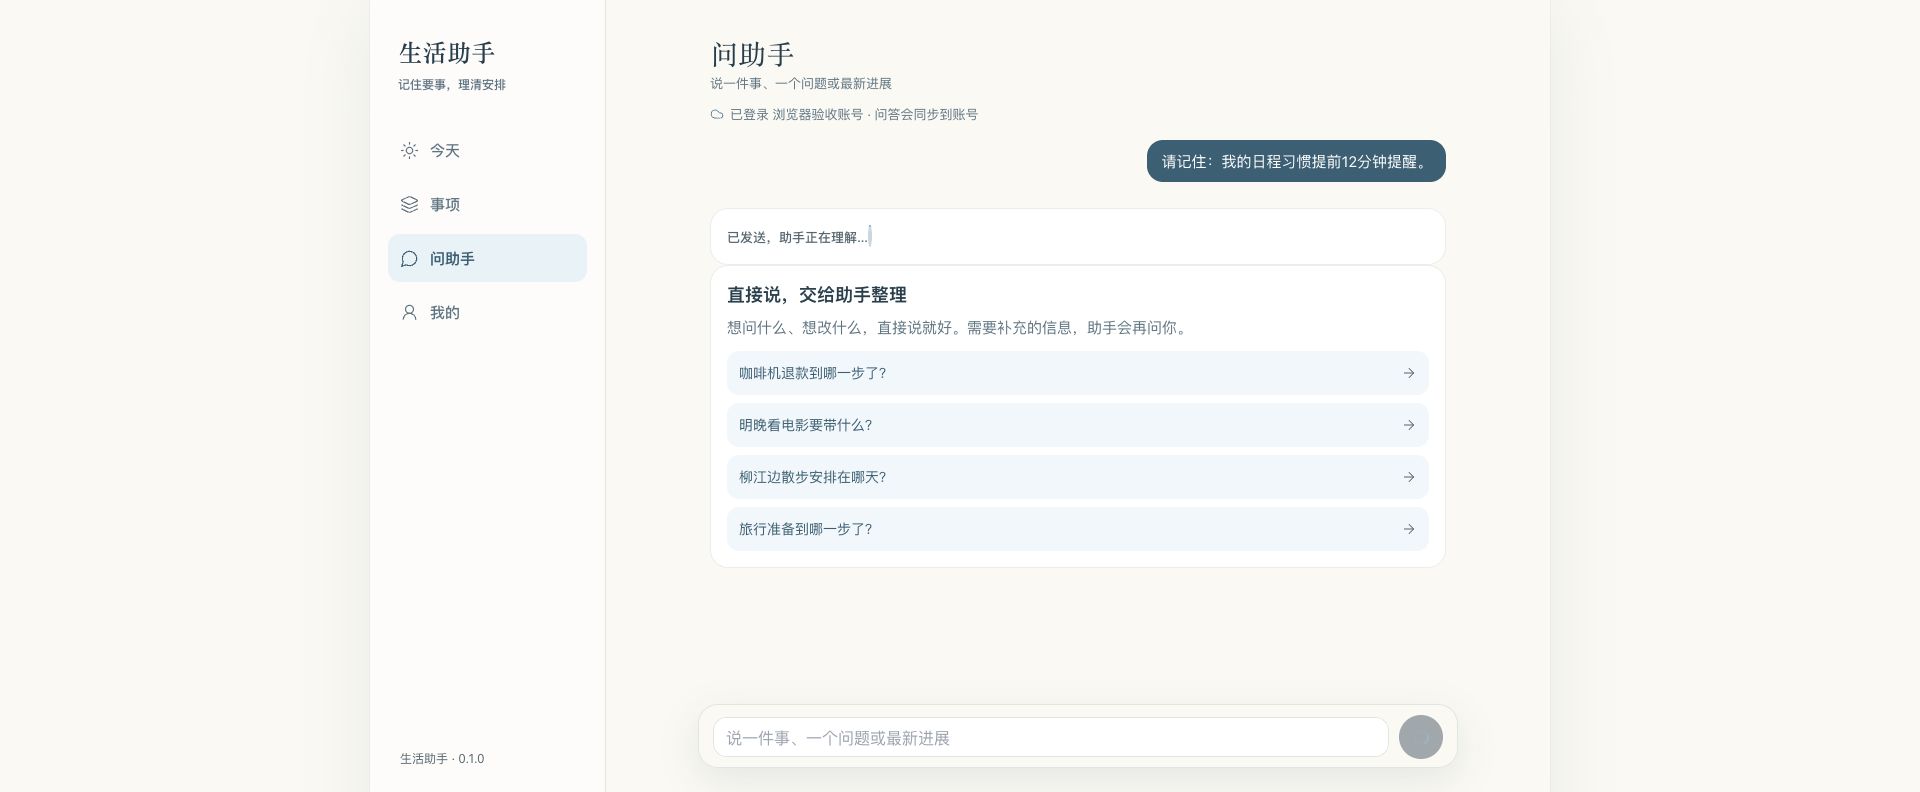 生活助手
记住要事，理清安排
今天
事项
问助手
我的
生活助手 · 0.1.0
问助手
说一件事、一个问题或最新进展
已登录 浏览器验收账号 · 问答会同步到账号
请记住：我的日程习惯提前12分钟提醒。
已发送，助手正在理解...
直接说，交给助手整理
想问什么、想改什么，直接说就好。需要补充的信息，助手会再问你。
咖啡机退款到哪一步了？
明晚看电影要带什么？
柳江边散步安排在哪天？
旅行准备到哪一步了？
说一件事、一个问题或最新进展